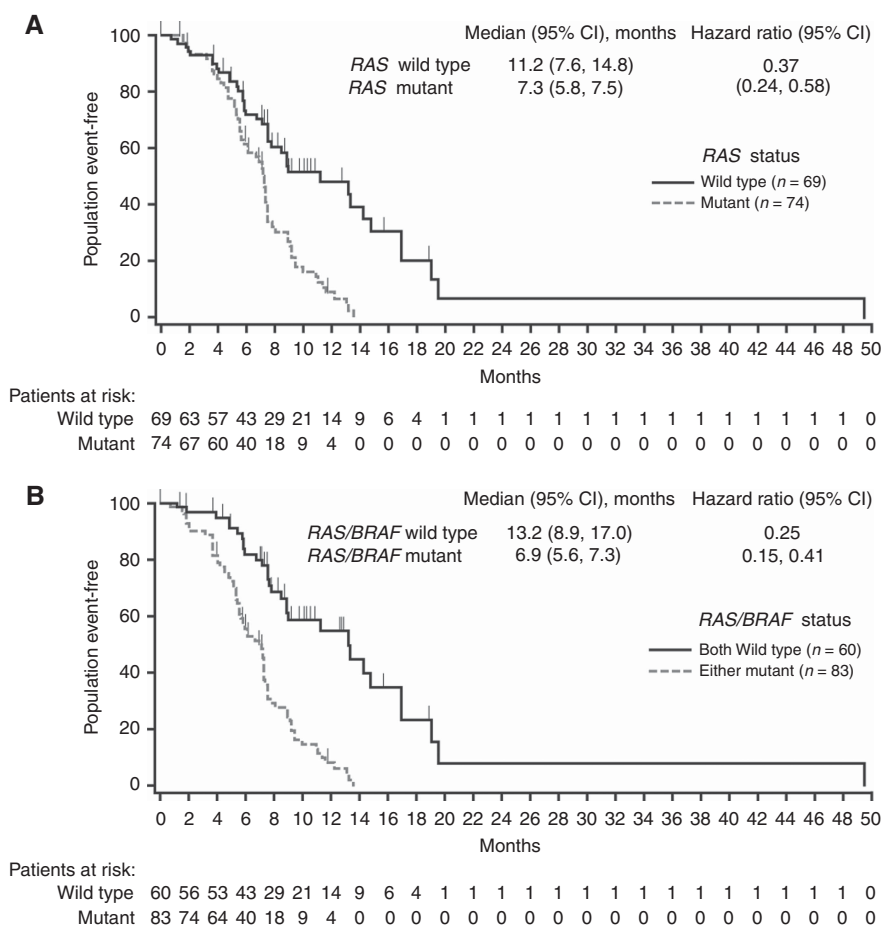 A
Median (95% CI), months Hazard ratio (95% CI)
RAS wild type 11.2 (7.6, 14.8) 0.37
RAS mutant 7.3 (5.8, 7.5) (0.24, 0.58)
Population event-free
100
80
60
40
20
0
RAS status
Wild type (n = 69)
Mutant (n = 74)
0 2 4 6 8 10 12 14 16 18 20 22 24 26 28 30 32 34 36 38 40 42 44 46 48 50
Months
Patients at risk:
Wild type 69 63 57 43 29 21 14 9 6 4 1 1 1 1 1 1 1 1 1 1 1 1 1 1 1 0
Mutant 74 67 60 40 18 9 4 0 0 0 0 0 0 0 0 0 0 0 0 0 0 0 0 0 0 0
B
Median (95% CI), months Hazard ratio (95% CI)
RAS/BRAF wild type 13.2 (8.9, 17.0) 0.25
RAS/BRAF mutant 6.9 (5.6, 7.3) 0.15, 0.41
Population event-free
100
80
60
40
20
0
RAS/BRAF status
Both Wild type (n = 60)
Either mutant (n = 83)
0 2 4 6 8 10 12 14 16 18 20 22 24 26 28 30 32 34 36 38 40 42 44 46 48 50
Months
Patients at risk:
Wild type 60 56 53 43 29 21 14 9 6 4 1 1 1 1 1 1 1 1 1 1 1 1 1 1 1 0
Mutant 83 74 64 40 18 9 4 0 0 0 0 0 0 0 0 0 0 0 0 0 0 0 0 0 0 0